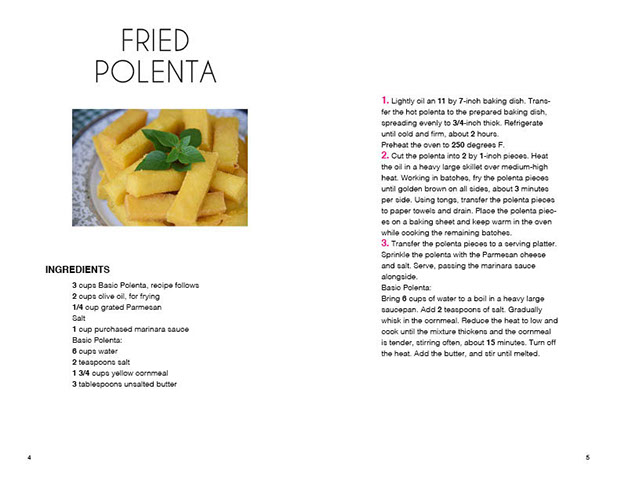 FRIED
POLENTA
INGREDIENTS
3 cups Basic Polenta, recipe follows
2 cups olive oil, for frying
1/4 cup grated Parmesan
Salt
1 cup purchased marinara sauce
Basic Polenta:
6 cups water
2 teaspoons salt
1 3/4 cups yellow cornmeal
3 tablespoons unsalted butter
4
1. Lightly oil an 11 by 7-inch baking dish. Trans-
fer the hot polenta to the prepared baking dish,
spreading evenly to 3/4-inch thick. Refrigerate
until cold and firm, about 2 hours.
Preheat the oven to 250 degrees F.
2. Cut the polenta into 2 by 1-inch pieces. Heat
the oil in a heavy large skillet over medium-high
heat. Working in batches, fry the polenta pieces
until golden brown on all sides, about 3 minutes
per side. Using tongs, transfer the polenta pieces
to paper towels and drain. Place the polenta piec-
es on a baking sheet and keep warm in the oven
while cooking the remaining batches.
3. Transfer the polenta pieces to a serving platter.
Sprinkle the polenta with the Parmesan cheese
and salt. Serve, passing the marinara sauce
alongside.
Basic Polenta:
Bring 6 cups of water to a boil in a heavy large
saucepan. Add 2 teaspoons of salt. Gradually
whisk in the cornmeal. Reduce the heat to low and
cook until the mixture thickens and the cornmeal
is tender, stirring often, about 15 minutes. Turn off
the heat. Add the butter, and stir until melted.
5